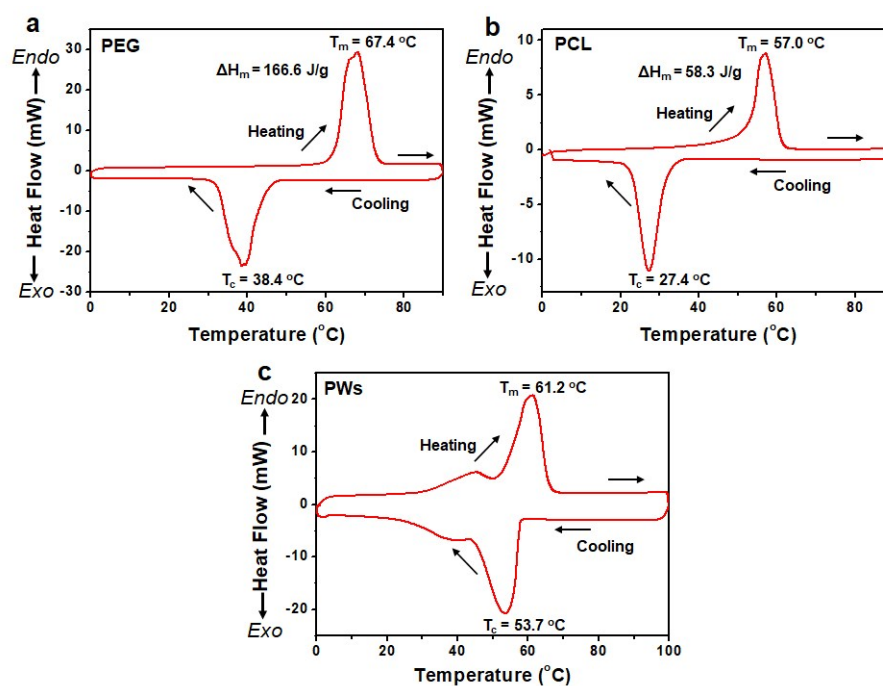 a
PEG
Tm = 67.4 °C
ΔHm = 166.6 J/g
Heating
Cooling
Tc = 38.4 °C
Endo
Heat Flow (mW)
Exo
30
20
10
0
-10
-20
-30
0
20
40
60
80
Temperature (°C)
b
PCL
Tm = 57.0 °C
ΔHm = 58.3 J/g
Heating
Cooling
Tc = 27.4 °C
Endo
Heat Flow (mW)
Exo
10
5
0
-5
-10
0
20
40
60
80
Temperature (°C)
c
PWs
Tm = 61.2 °C
Heating
Cooling
Tc = 53.7 °C
Endo
Heat Flow (mW)
Exo
20
10
0
-10
-20
0
20
40
60
80
100
Temperature (°C)